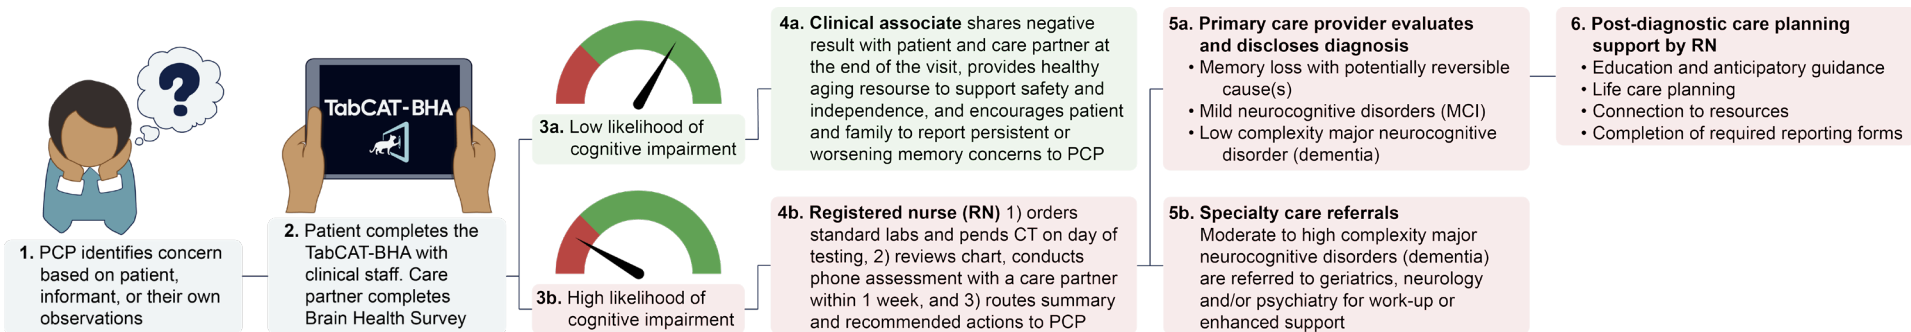 ?
TabCAT-BHA
1. PCP identifies concern
based on patient,
informant, or their own
observations
2. Patient completes the
TabCAT-BHA with
clinical staff. Care
partner completes
Brain Health Survey
3a. Low likelihood of
cognitive impairment
3b. High likelihood of
cognitive impairment
4a. Clinical associate shares negative
result with patient and care partner at
the end of the visit, provides healthy
aging resourse to support safety and
independence, and encourages patient
and family to report persistent or
worsening memory concerns to PCP
4b. Registered nurse (RN) 1) orders
standard labs and pends CT on day of
testing, 2) reviews chart, conducts
phone assessment with a care partner
within 1 week, and 3) routes summary
and recommended actions to PCP
5a. Primary care provider evaluates
and discloses diagnosis
• Memory loss with potentially reversible
cause(s)
• Mild neurocognitive disorders (MCI)
• Low complexity major neurocognitive
disorder (dementia)
5b. Specialty care referrals
Moderate to high complexity major
neurocognitive disorders (dementia)
are referred to geriatrics, neurology
and/or psychiatry for work-up or
enhanced support
6. Post-diagnostic care planning
support by RN
• Education and anticipatory guidance
• Life care planning
• Connection to resources
• Completion of required reporting forms